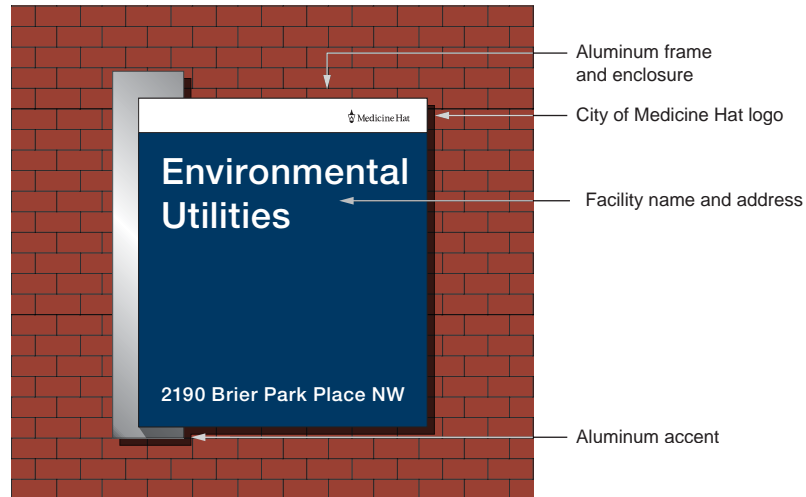 Aluminum frame
and enclosure
Medicine Hat
City of Medicine Hat logo
Environmental
Utilities
Facility name and address
2190 Brier Park Place NW
Aluminum accent